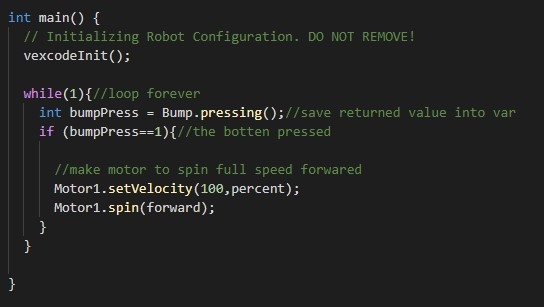 int main() {
// Initializing Robot Configuration. DO NOT REMOVE!
vexcodeInit();
while(1){//loop forever
int bumpPress = Bump.pressing();//save returned value into var
if (bumpPress==1){//the botten pressed
//make motor to spin full speed forwared
Motor1.setVelocity(100,percent);
Motor1.spin(forward);
}
}
}